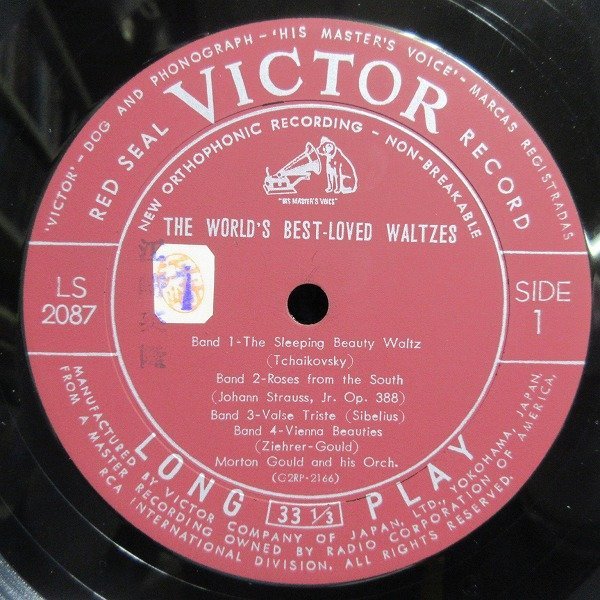 'VICTOR' - DOG AND PHONOGRAPH - 'HIS MASTER'S VOICE' - MARCAS REGISTRADAS
RED SEAL VICTOR RECORD
NEW ORTHOPHONIC RECORDING - NON-BREAKABLE
"HIS MASTER'S VOICE"
THE WORLD'S BEST-LOVED WALTZES
LS
2087
SIDE
1
Band 1-The Sleeping Beauty Waltz
(Tchaikovsky)
Band 2-Roses from the South
(Johann Strauss, Jr. Op. 388)
Band 3-Valse Triste (Sibelius)
Band 4-Vienna Beauties
(Ziehrer-Gould)
Morton Gould and his Orch.
(C2RP-2166)
LONG 33 1/3 PLAY
MANUFACTURED BY VICTOR COMPANY OF JAPAN, LTD., YOKOHAMA, JAPAN,
FROM A MASTER RECORDING OWNED BY RADIO CORPORATION OF AMERICA.
RCA INTERNATIONAL DIVISION. ALL RIGHTS RESERVED.